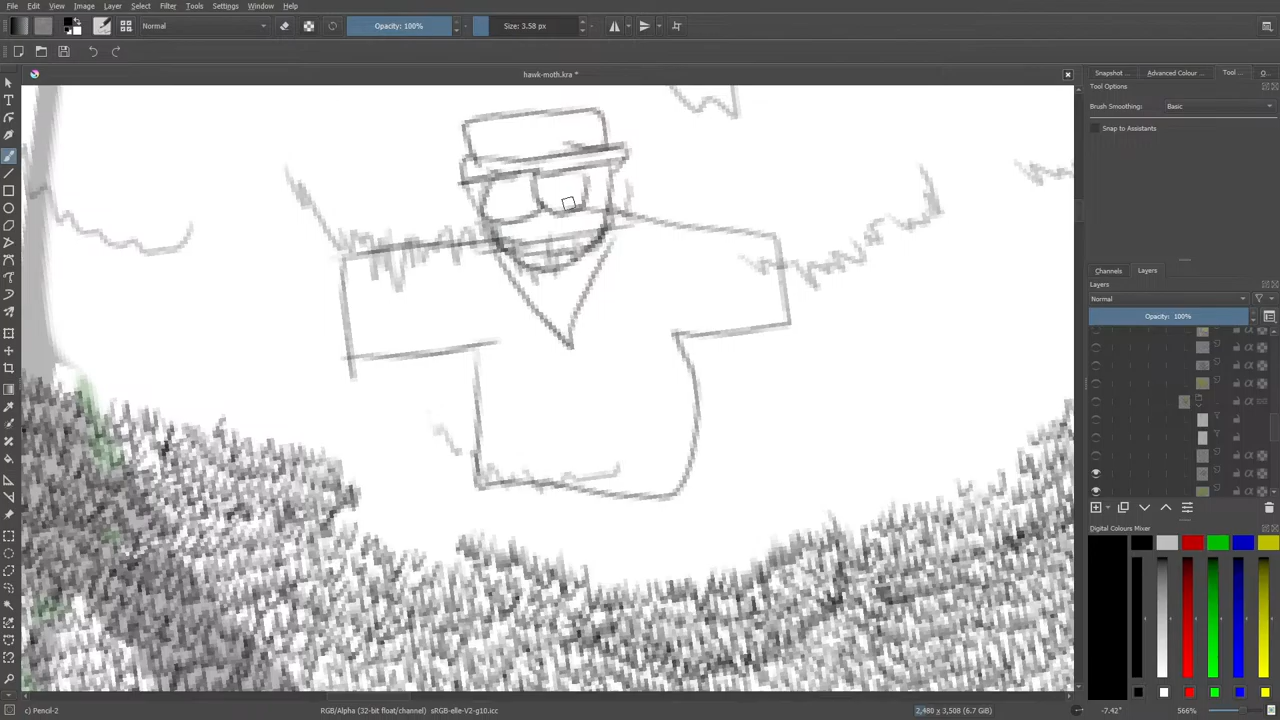 File Edit View Image Layer Select Filter Tools Settings Window Help
Normal Opacity: 100% Size: 3.58 px
hawk-moth.kra *
Snapshot ... Advanced Colour ... Tool ... O...
Tool Options
Brush Smoothing: Basic
Snap to Assistants
Channels Layers
Layers
Normal
Opacity: 100%
Digital Colours Mixer
c) Pencil-2 RGB/Alpha (32-bit float/channel) sRGB-elle-V2-g10.icc 2,480 x 3,508 (6.7 GiB) -7.42° 566%